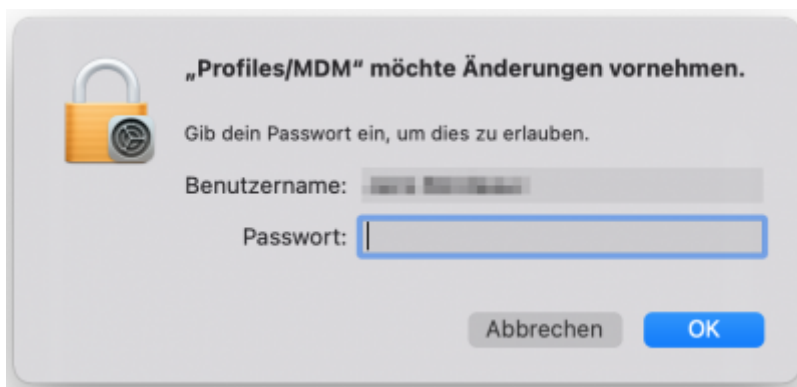 „Profiles/MDM“ möchte Änderungen vornehmen.
Gib dein Passwort ein, um dies zu erlauben.
Benutzername:
Passwort:
Abbrechen OK